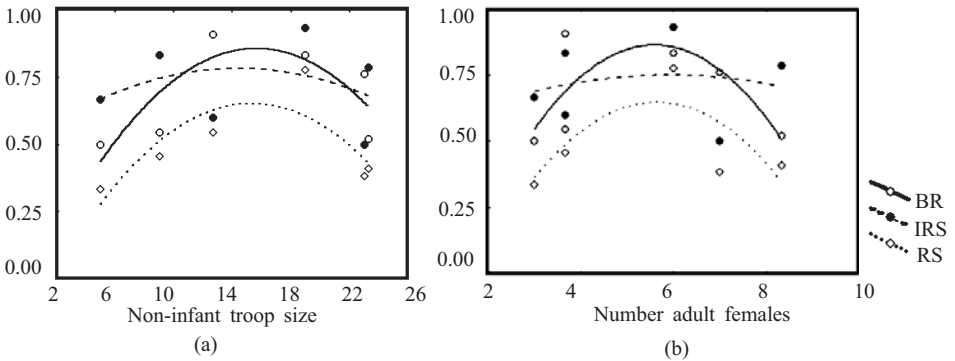 1.00
0.75
0.50
0.25
0.00
2 6 10 14 18 22 26
Non-infant troop size
(a)
1.00
0.75
0.50
0.25
0.00
2 4 6 8 10
Number adult females
(b)
BR
IRS
RS